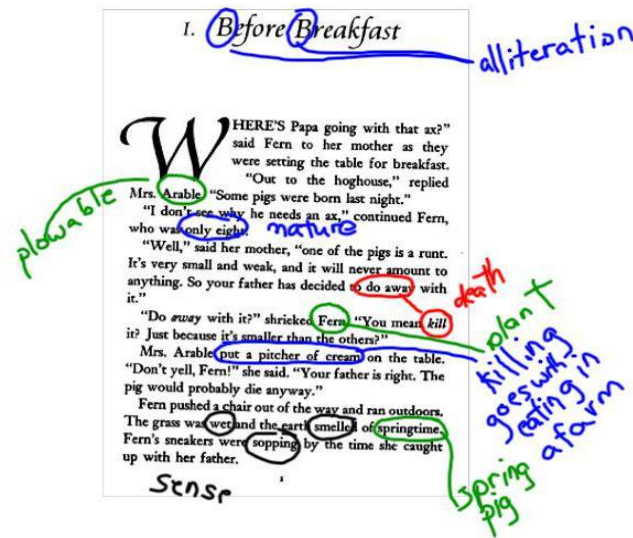 I. Before Breakfast
alliteration
WHERE'S Papa going with that ax?"
said Fern to her mother as they
were setting the table for breakfast.
"Out to the hoghouse," replied
Mrs. Arable. "Some pigs were born last night."
plowable
"I don't see why he needs an ax," continued Fern,
who was only eight.
nature
"Well," said her mother, "one of the pigs is a runt.
It's very small and weak, and it will never amount to
anything. So your father has decided to do away with
it."
death
"Do away with it?" shrieked Fern. "You mean kill
it? Just because it's smaller than the others?"
plant
Mrs. Arable put a pitcher of cream on the table.
"Don't yell, Fern!" she said. "Your father is right. The
pig would probably die anyway."
killing
goes with
eating in
a farm
Fern pushed a chair out of the way and ran outdoors.
The grass was wet and the earth smelled of springtime.
Fern's sneakers were sopping by the time she caught
up with her father.
spring
pig
sense
1